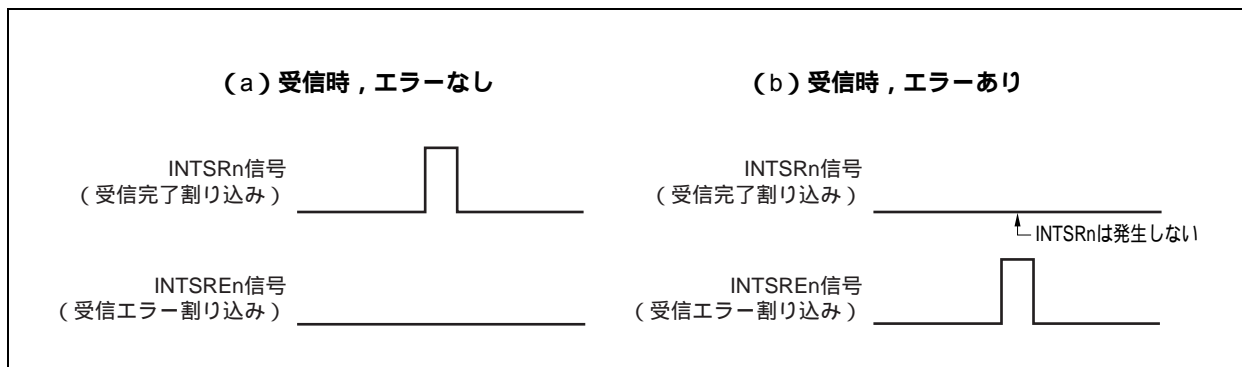 （a）受信時，エラーなし
INTSRn信号
（受信完了割り込み）
INTSREn信号
（受信エラー割り込み）
（b）受信時，エラーあり
INTSRn信号
（受信完了割り込み）
INTSRnは発生しない
INTSREn信号
（受信エラー割り込み）